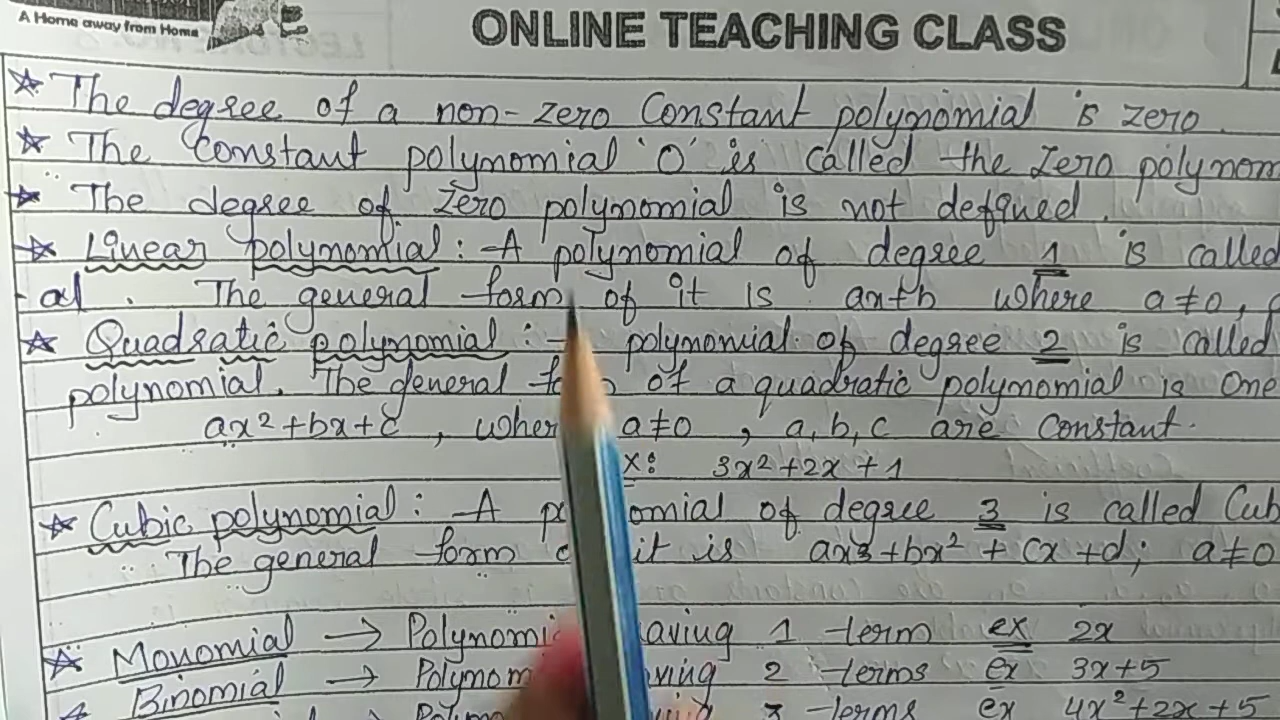 A Home away from Home
ONLINE TEACHING CLASS
☆ The degree of a non-zero Constant polynomial is zero.
☆ The constant polynomial '0' is called the Zero polynom
☆ The degree of Zero polynomial is not defined.
☆ Linear polynomial : - A polynomial of degree 1 is called
- al . The general form of it is ax+b where a ≠ 0,
☆ Quadratic polynomial : - polynomial of degree 2 is called
polynomial. The general of a quadratic polynomial is One
ax²+bx+c , wher a≠0 , a, b, c are constant.
x: 3x²+2x+1
☆ Cubic polynomial : - A po omial of degree 3 is called Cub
The general form it is ax3+bx²+cx+d; a≠0
☆ Monomial → Polynomi aving 1 term ex 2x
Binomial → Polynom ving 2 terms ex 3x+5
terms ex 4x²+2x+5